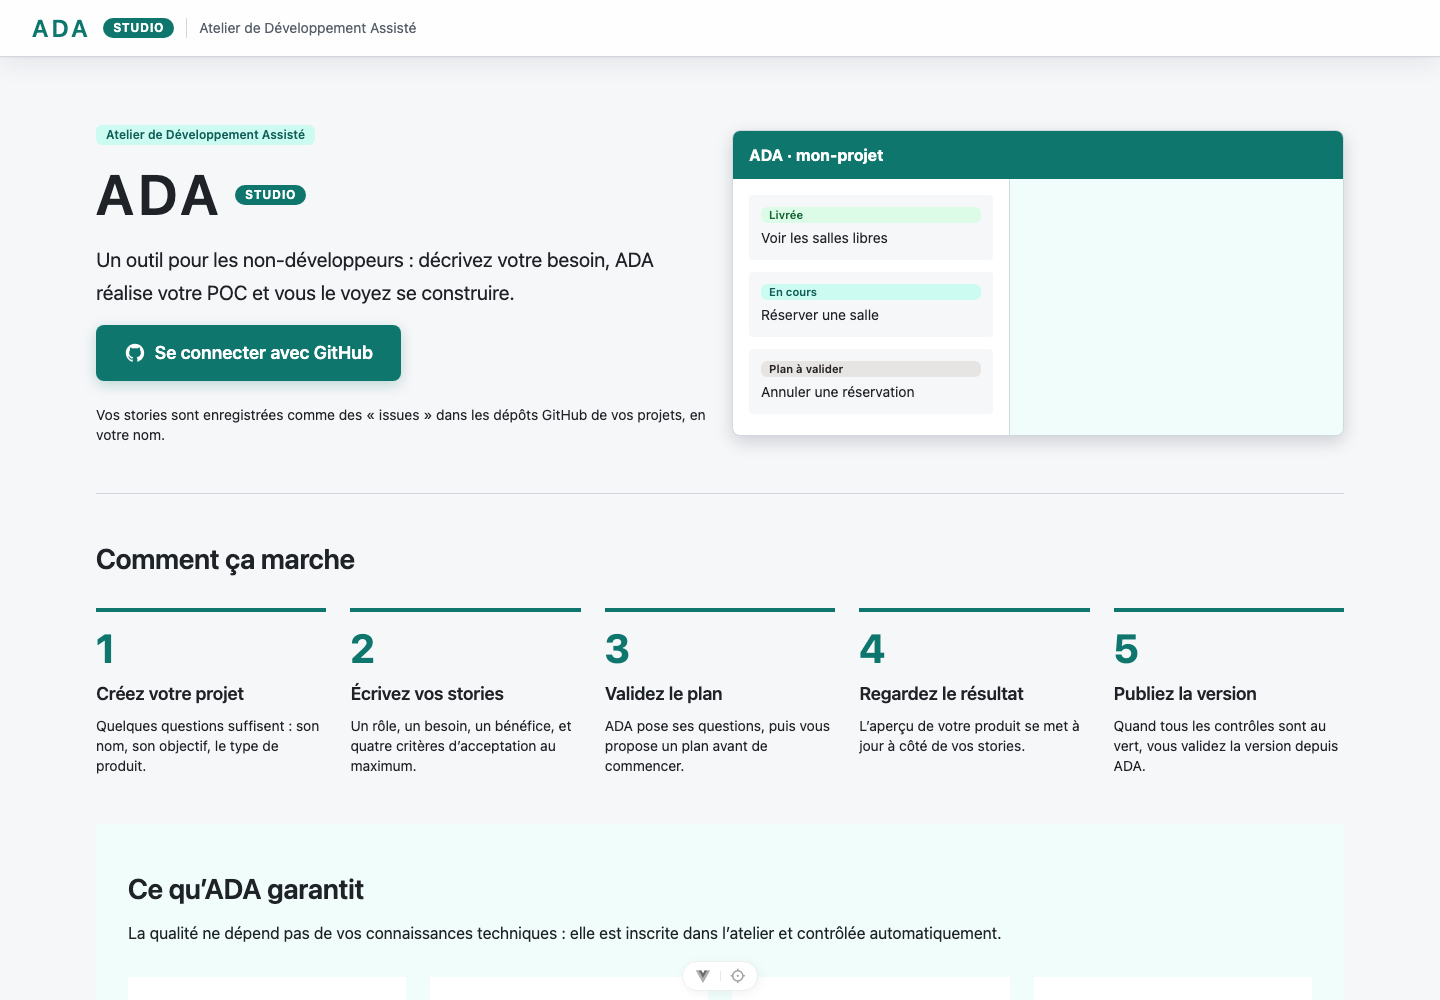 ADA STUDIO Atelier de Développement Assisté
Atelier de Développement Assisté
ADA STUDIO
Un outil pour les non-développeurs : décrivez votre besoin, ADA
réalise votre POC et vous le voyez se construire.
Se connecter avec GitHub
Vos stories sont enregistrées comme des « issues » dans les dépôts GitHub de vos projets, en
votre nom.
ADA · mon-projet
Livrée
Voir les salles libres
En cours
Réserver une salle
Plan à valider
Annuler une réservation
Comment ça marche
1
Créez votre projet
Quelques questions suffisent : son
nom, son objectif, le type de
produit.
2
Écrivez vos stories
Un rôle, un besoin, un bénéfice, et
quatre critères d’acceptation au
maximum.
3
Validez le plan
ADA pose ses questions, puis vous
propose un plan avant de
commencer.
4
Regardez le résultat
L’aperçu de votre produit se met à
jour à côté de vos stories.
5
Publiez la version
Quand tous les contrôles sont au
vert, vous validez la version depuis
ADA.
Ce qu’ADA garantit
La qualité ne dépend pas de vos connaissances techniques : elle est inscrite dans l’atelier et contrôlée automatiquement.